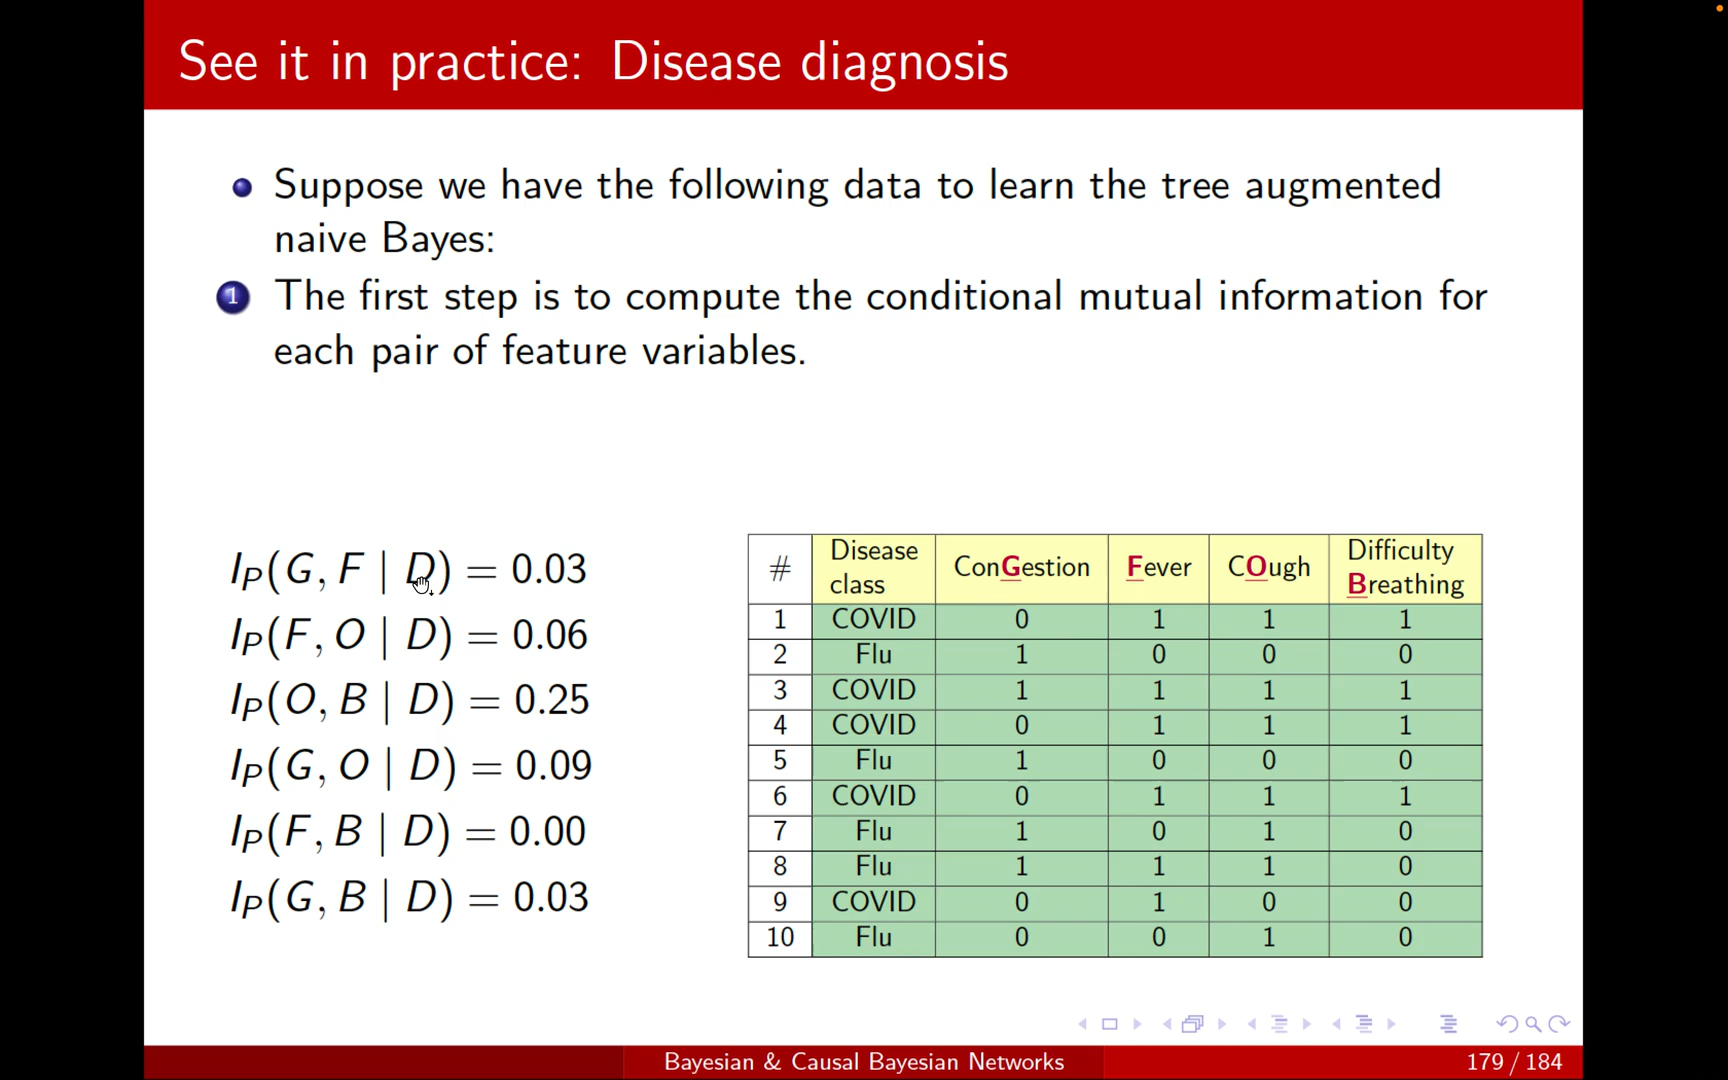 See it in practice: Disease diagnosis
Suppose we have the following data to learn the tree augmented
naive Bayes:
1 The first step is to compute the conditional mutual information for
each pair of feature variables.
I_P(G, F | D) = 0.03
I_P(F, O | D) = 0.06
I_P(O, B | D) = 0.25
I_P(G, O | D) = 0.09
I_P(F, B | D) = 0.00
I_P(G, B | D) = 0.03
# Disease class ConGestion Fever COugh Difficulty Breathing
1 COVID 0 1 1 1
2 Flu 1 0 0 0
3 COVID 1 1 1 1
4 COVID 0 1 1 1
5 Flu 1 0 0 0
6 COVID 0 1 1 1
7 Flu 1 0 1 0
8 Flu 1 1 1 0
9 COVID 0 1 0 0
10 Flu 0 0 1 0
Bayesian & Causal Bayesian Networks 179 / 184